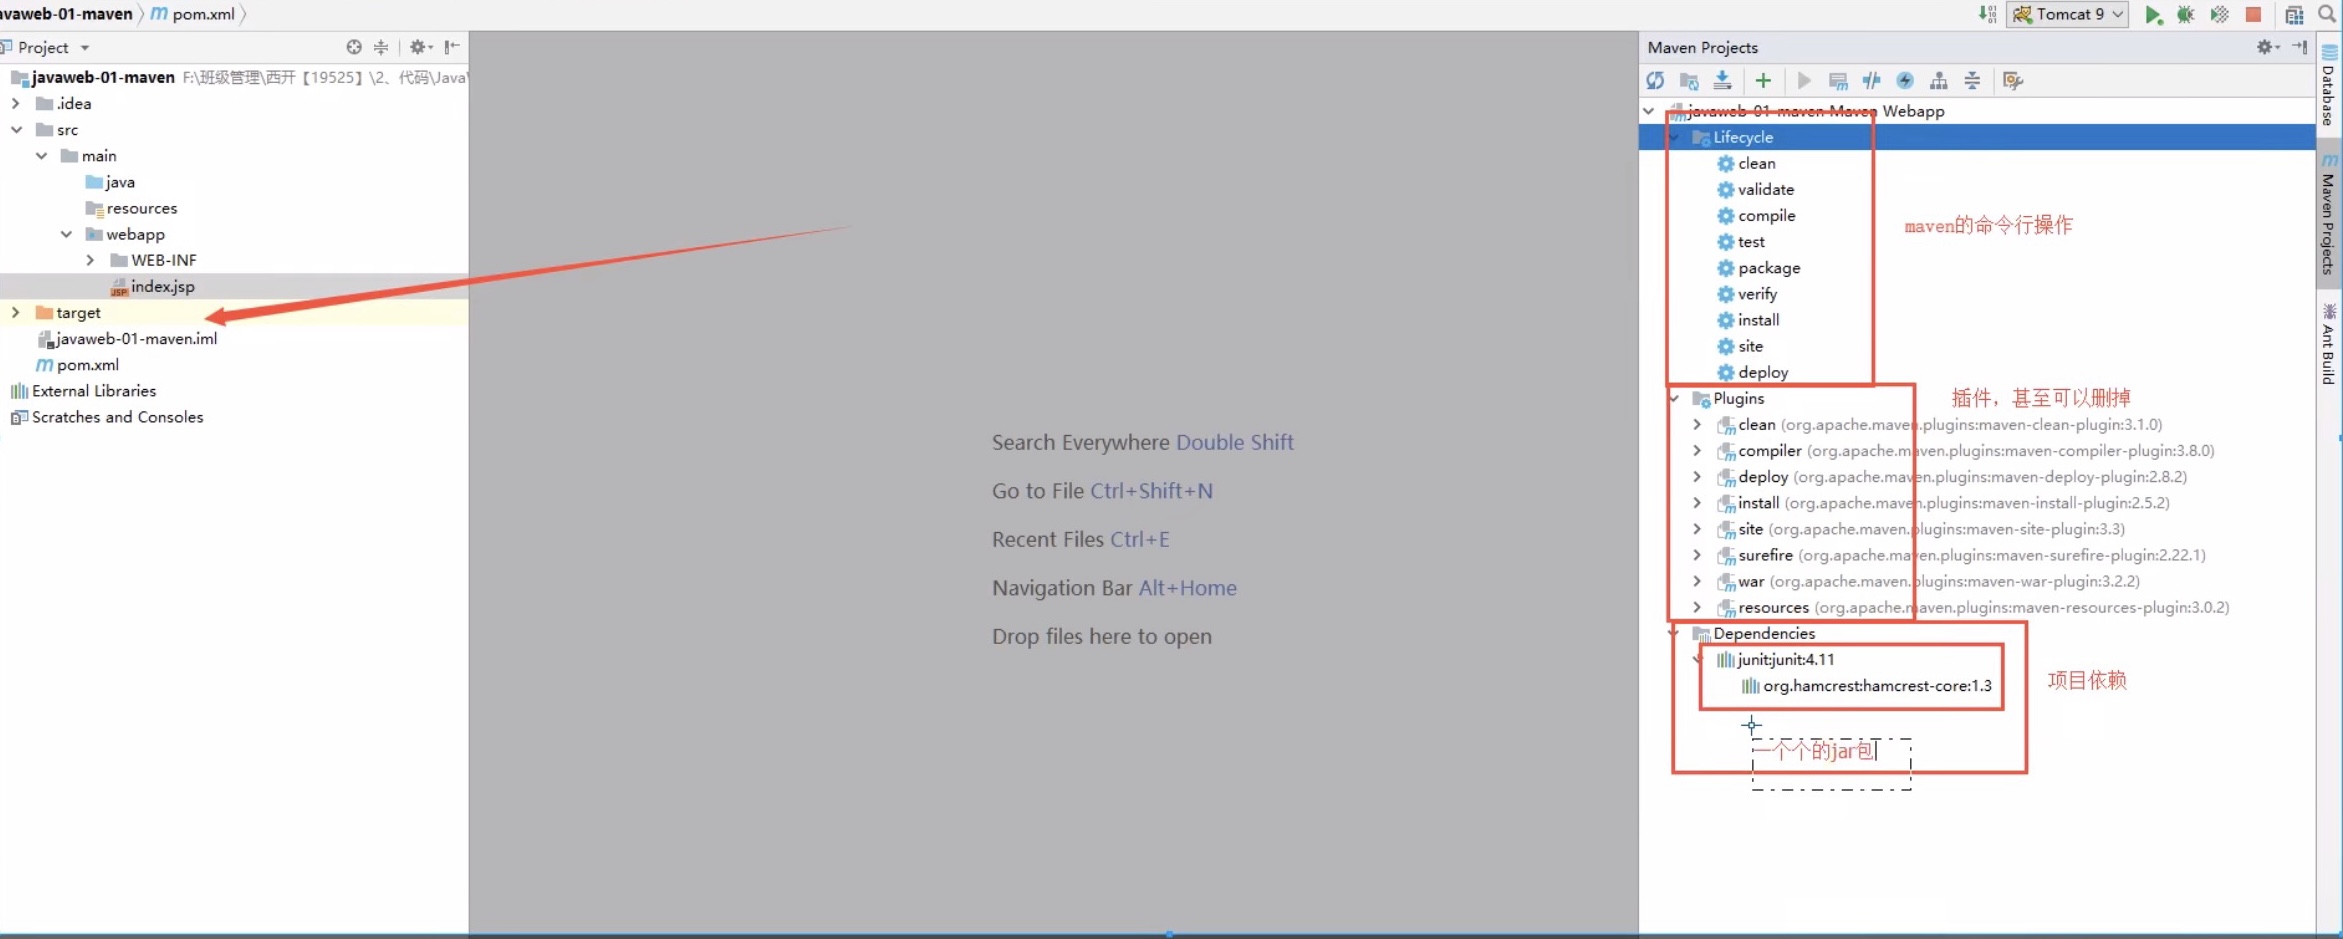 avaweb-01-maven pom.xml
Tomcat 9
Project
javaweb-01-maven F:\班级管理\西开【19525】\2、代码\Java
.idea
src
main
java
resources
webapp
WEB-INF
index.jsp
target
javaweb-01-maven.iml
pom.xml
External Libraries
Scratches and Consoles
Search Everywhere Double Shift
Go to File Ctrl+Shift+N
Recent Files Ctrl+E
Navigation Bar Alt+Home
Drop files here to open
Maven Projects
javaweb-01-maven Maven Webapp
Lifecycle
clean
validate
compile
test
package
verify
install
site
deploy
maven的命令行操作
Plugins
插件，甚至可以删掉
clean (org.apache.maven.plugins:maven-clean-plugin:3.1.0)
compiler (org.apache.maven.plugins:maven-compiler-plugin:3.8.0)
deploy (org.apache.maven.plugins:maven-deploy-plugin:2.8.2)
install (org.apache.maven.plugins:maven-install-plugin:2.5.2)
site (org.apache.maven.plugins:maven-site-plugin:3.3)
surefire (org.apache.maven.plugins:maven-surefire-plugin:2.22.1)
war (org.apache.maven.plugins:maven-war-plugin:3.2.2)
resources (org.apache.maven.plugins:maven-resources-plugin:3.0.2)
Dependencies
junit:junit:4.11
org.hamcrest:hamcrest-core:1.3
项目依赖
一个个的jar包
Database
Maven Projects
Ant Build